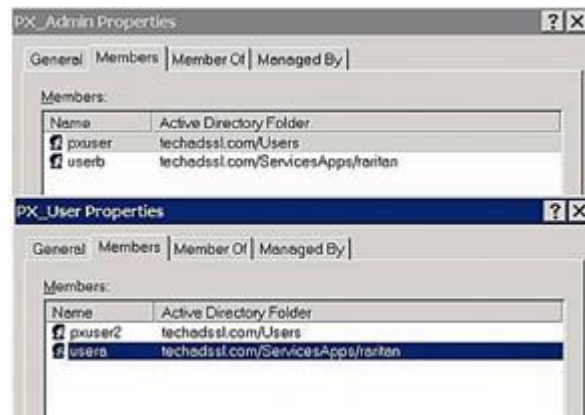 PX_Admin Properties
General Members Member Of Managed By
Members:
Name Active Directory Folder
pxuser techadssl.com/Users
userb techadssl.com/ServicesApps/raritan
PX_User Properties
General Members Member Of Managed By
Members:
Name Active Directory Folder
pxuser2 techadssl.com/Users
usera techadssl.com/ServicesApps/raritan